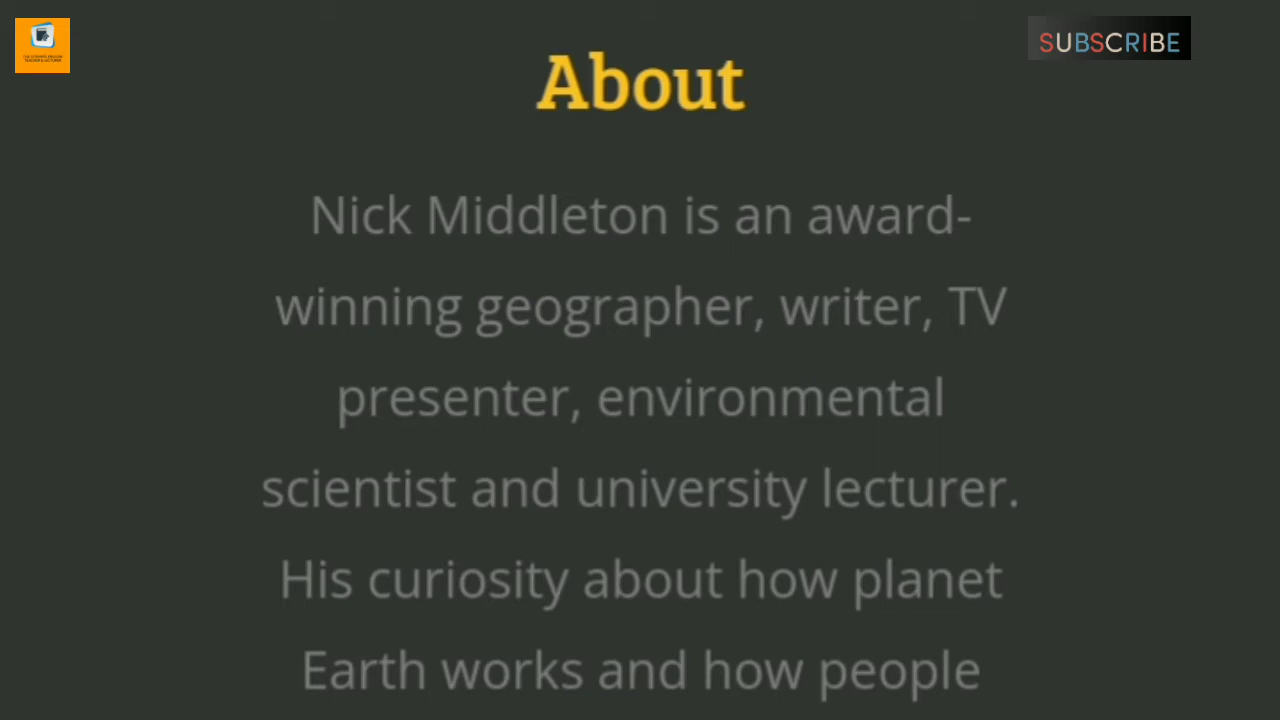 SUBSCRIBE
About
Nick Middleton is an award-
winning geographer, writer, TV
presenter, environmental
scientist and university lecturer.
His curiosity about how planet
Earth works and how people